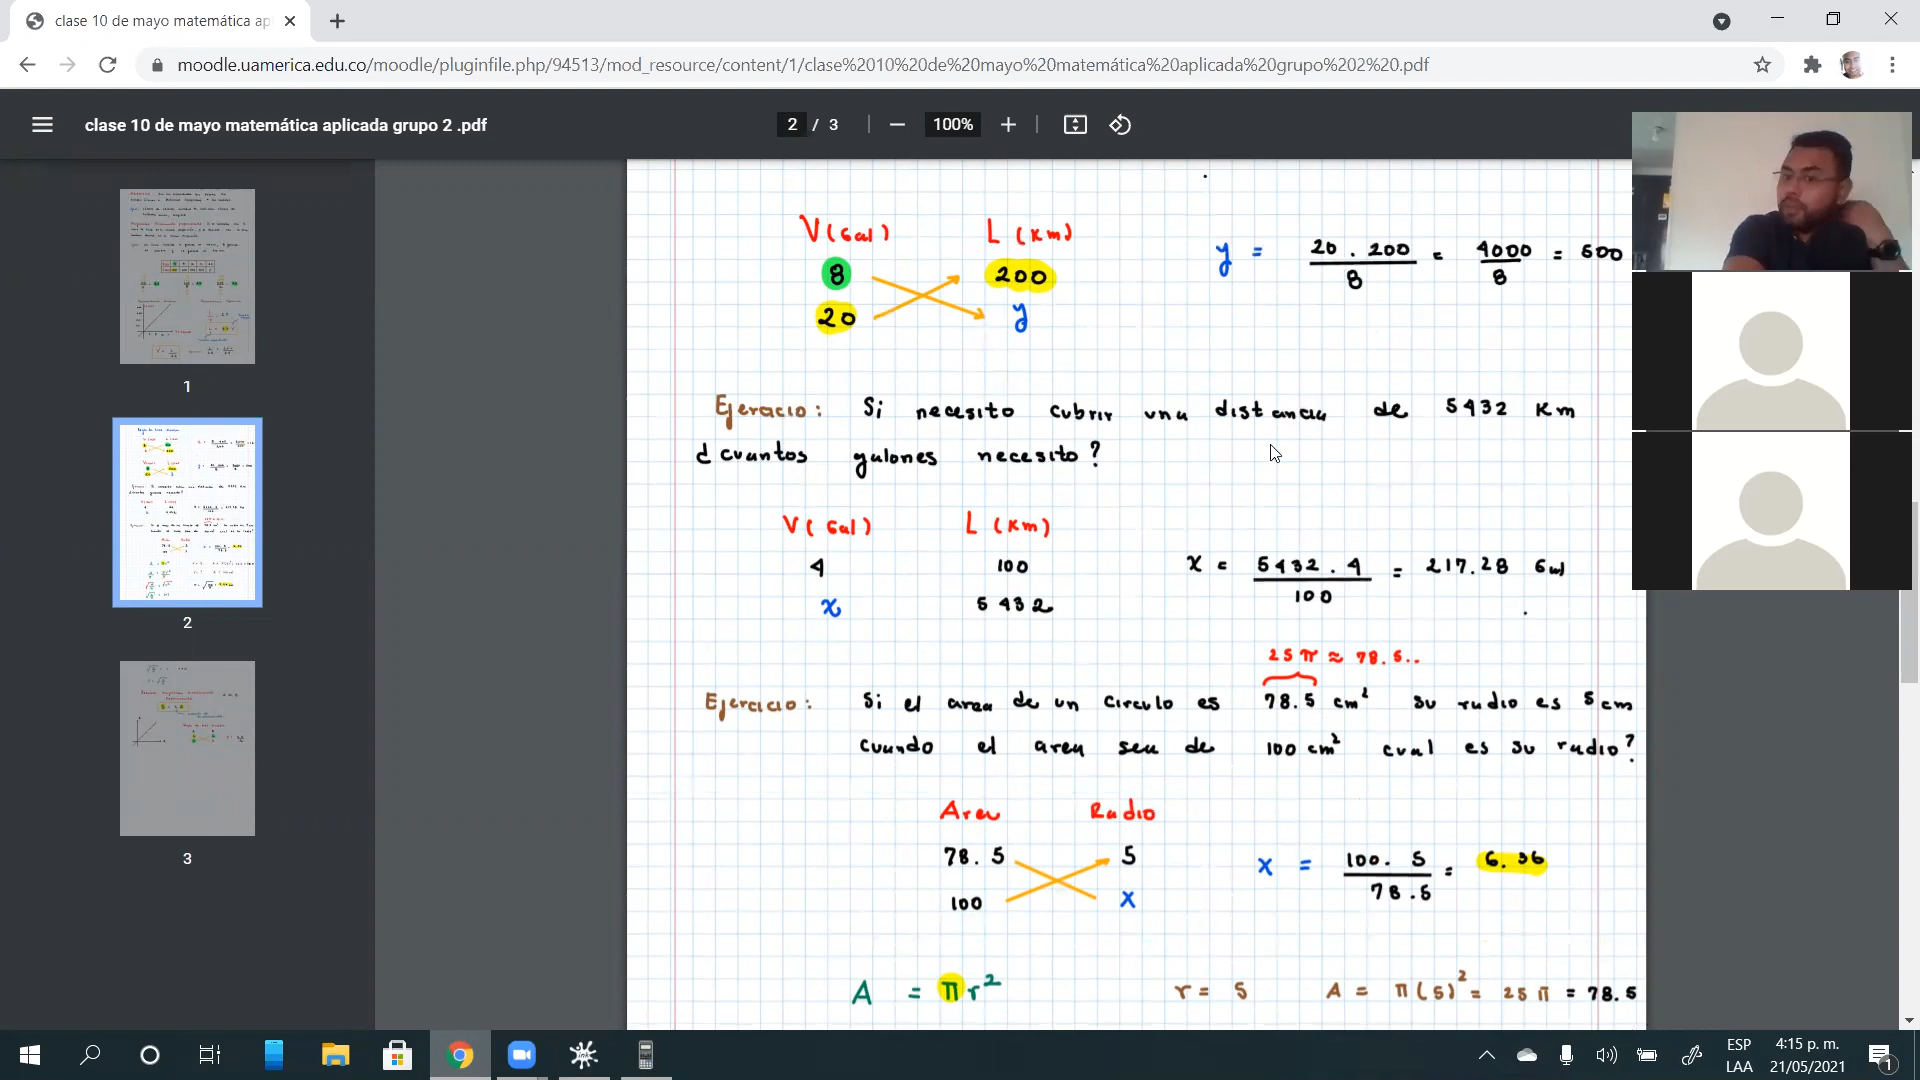 clase 10 de mayo matemática ap
moodle.uamerica.edu.co/moodle/pluginfile.php/94513/mod_resource/content/1/clase%2010%20de%20mayo%20matemática%20aplicada%20grupo%202%20.pdf
clase 10 de mayo matemática aplicada grupo 2 .pdf
2 / 3
100%
1
2
3
V(Gal) L (Km)
8 200
20 y
y = 20 . 200 / 8 = 4000 / 8 = 500
Ejercicio: Si necesito cubrir una distancia de 5432 Km
¿cuantos galones necesito?
V (Gal) L (Km)
4 100
x 5432
x = 5432 . 4 / 100 = 217.28 Gal
25 π ≈ 78.5..
Ejercicio: Si el area de un circulo es 78.5 cm² su radio es 5 cm
cuando el area sea de 100 cm² cual es su radio?
Area Radio
78.5 5
100 x
x = 100. 5 / 78.5 = 6.36
A = πr²
r = 5
A = π(5)² = 25 π = 78.5
ESP
LAA
4:15 p. m.
21/05/2021
1